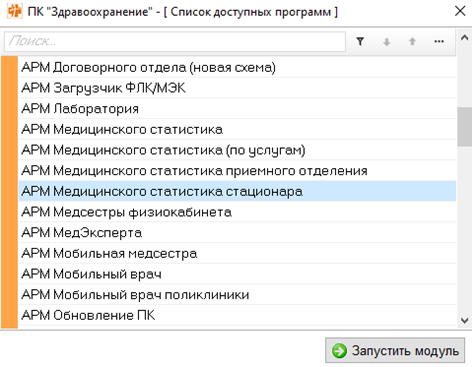 ПК "Здравоохранение" - [ Список доступных программ ]
Поиск...
АРМ Договорного отдела (новая схема)
АРМ Загрузчик ФЛК/МЭК
АРМ Лаборатория
АРМ Медицинского статистика
АРМ Медицинского статистика (по услугам)
АРМ Медицинского статистика приемного отделения
АРМ Медицинского статистика стационара
АРМ Медсестры физиокабинета
АРМ МедЭксперта
АРМ Мобильная медсестра
АРМ Мобильный врач
АРМ Мобильный врач поликлиники
АРМ Обновление ПК
Запустить модуль